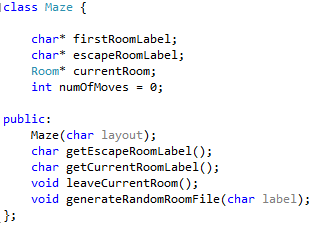 class Maze {
char* firstRoomLabel;
char* escapeRoomLabel;
Room* currentRoom;
int numOfMoves = 0;
public:
Maze(char layout);
char getEscapeRoomLabel();
char getCurrentRoomLabel();
void leaveCurrentRoom();
void generateRandomRoomFile(char label);
};